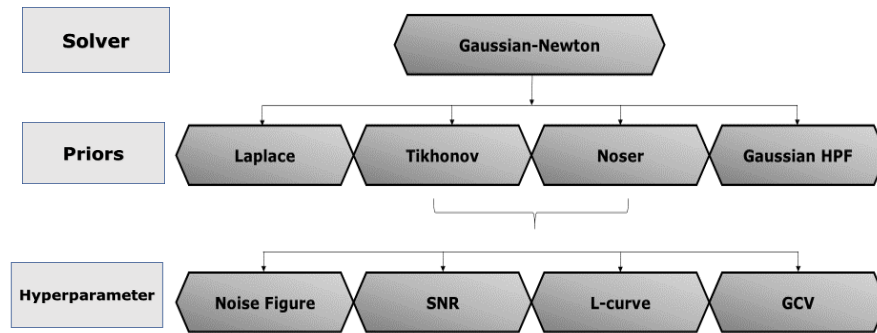 Solver
Gaussian-Newton
Priors
Laplace
Tikhonov
Noser
Gaussian HPF
Hyperparameter
Noise Figure
SNR
L-curve
GCV